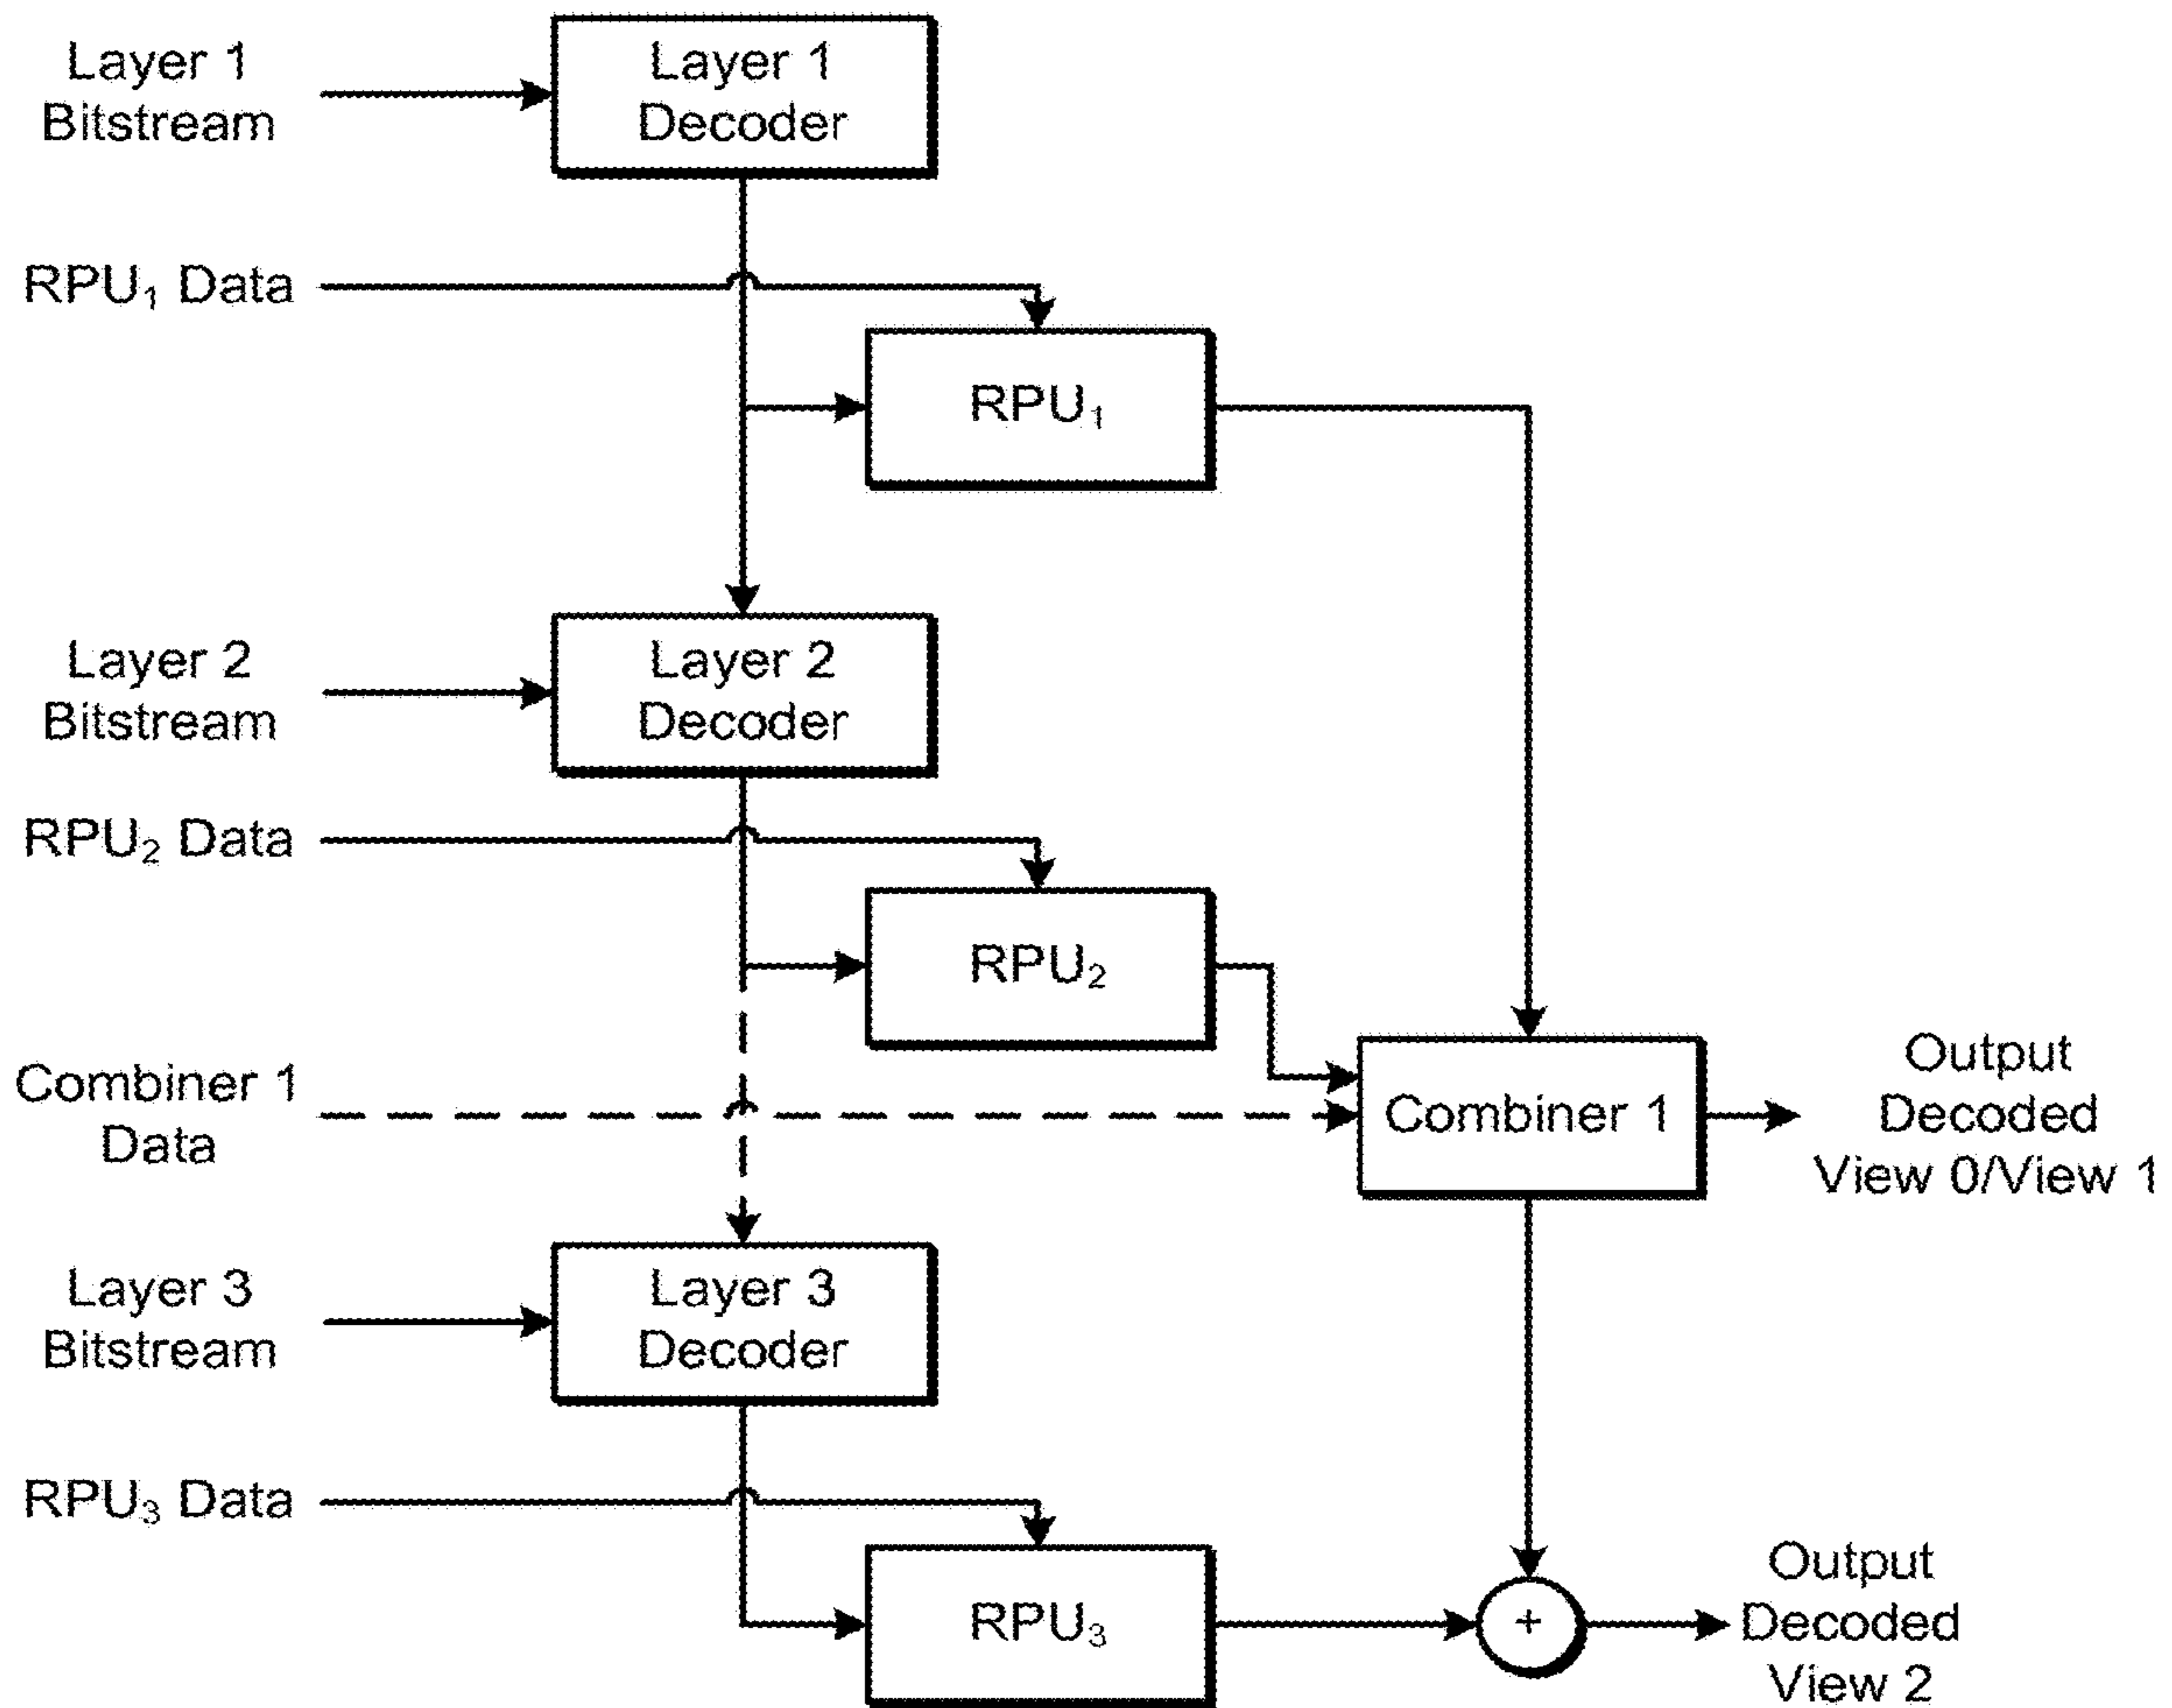 Layer 1
Bitstream
Layer 1
Decoder
RPU₁ Data
RPU₁
Layer 2
Bitstream
Layer 2
Decoder
RPU₂ Data
RPU₂
Combiner 1
Data
Combiner 1
Output
Decoded
View 0/View 1
Layer 3
Bitstream
Layer 3
Decoder
RPU₃ Data
RPU₃
+
Output
Decoded
View 2